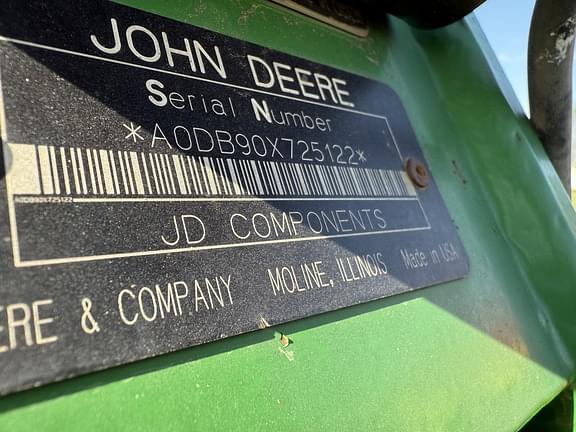 JOHN DEERE
Serial Number
*A0DB90X725122*
A0DB90X725122
JD COMPONENTS
ERE & COMPANY MOLINE, ILLINOIS Made in USA